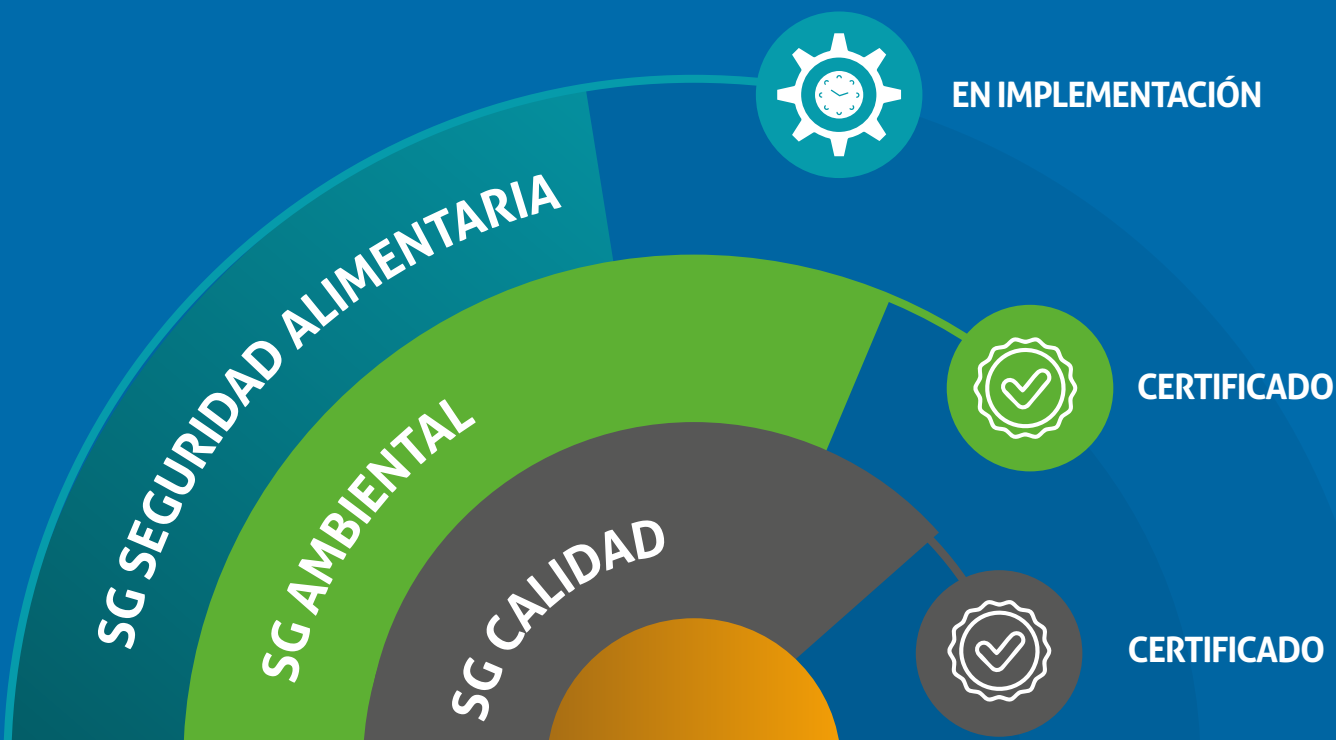 EN IMPLEMENTACIÓN
SG SEGURIDAD ALIMENTARIA
CERTIFICADO
SG AMBIENTAL
CERTIFICADO
SG CALIDAD